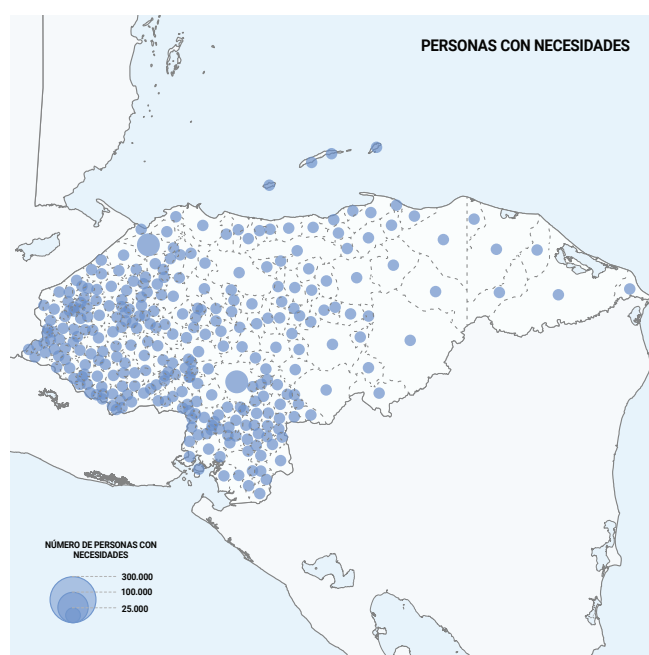 PERSONAS CON NECESIDADES
NÚMERO DE PERSONAS CON
NECESIDADES
300.000
100.000
25.000